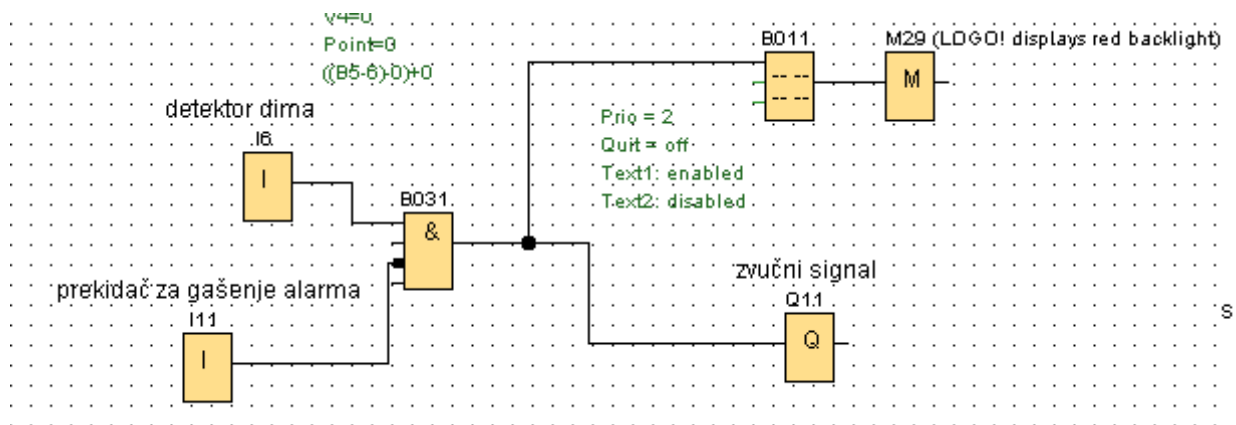 V4=0
Point=0
((B5-6)-0)+0
B011
M29 (LOGO! displays red backlight)
M
detektor dima
I6
I
Prio = 2
Quit = off
Text1: enabled
Text2: disabled
B031
&
zvučni signal
Q11
Q
prekidač za gašenje alarma
I11
I
S